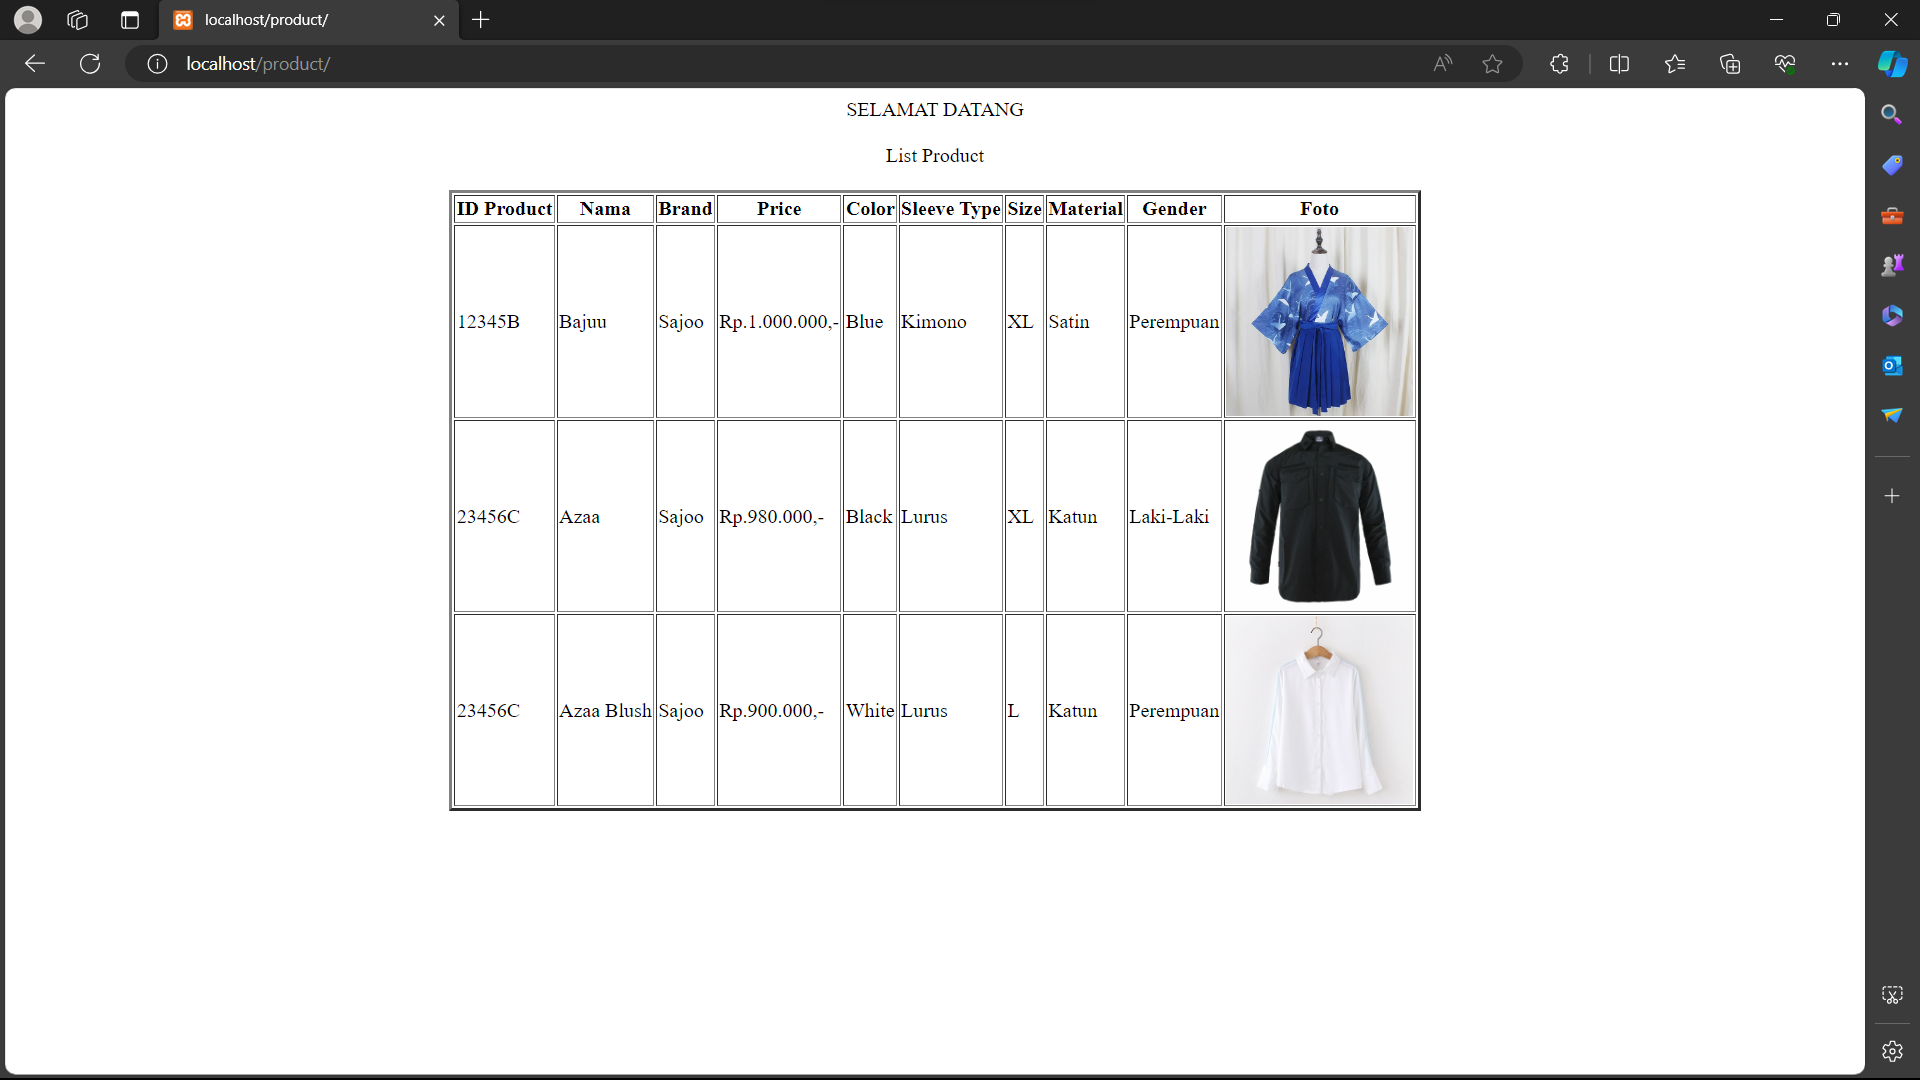 localhost/product/
localhost/product/
SELAMAT DATANG
List Product
ID Product Nama Brand Price Color Sleeve Type Size Material Gender Foto
12345B Bajuu Sajoo Rp.1.000.000,- Blue Kimono XL Satin Perempuan
23456C Azaa Sajoo Rp.980.000,- Black Lurus XL Katun Laki-Laki
23456C Azaa Blush Sajoo Rp.900.000,- White Lurus L Katun Perempuan